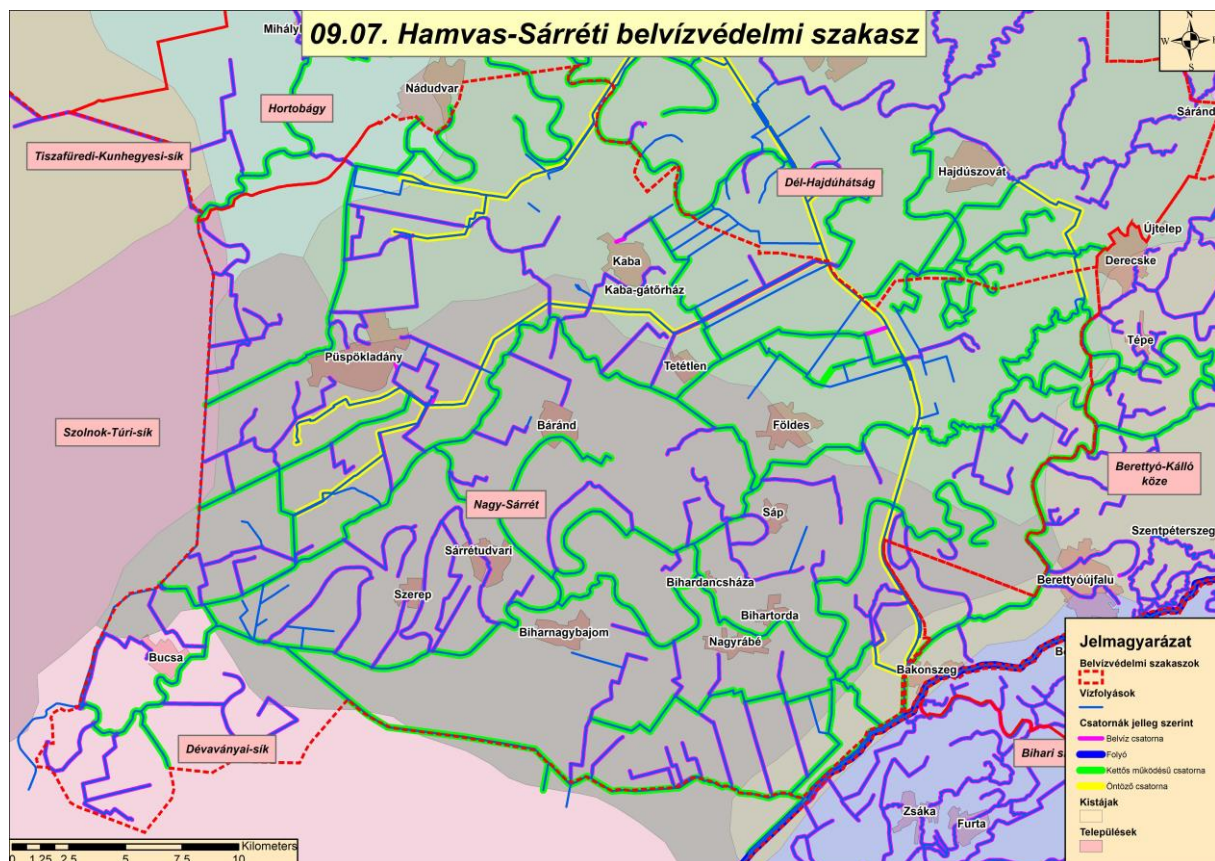 09.07. Hamvas-Sárréti belvízvédelmi szakasz
N
W
E
S
Nádudvar
Hortobágy
Sáránd
Tiszafüredi-Kunhegyesi-sík
Dél-Hajdúhátság
Hajdúszovát
Újtelep
Kaba
Derecske
Kaba-gátőrház
Tépe
Püspökladány
Tetétlen
Szolnok-Túri-sík
Báránd
Földes
Berettyó-Kálló
köze
Nagy-Sárrét
Sáp
Szentpéterszeg
Sárrétudvari
Bihardancsháza
Berettyóújfalu
Szerep
Bihartorda
Biharnagybajom
Nagyrábé
Bucsa
Bakonszeg
Dévaványai-sík
Bihari s
Zsáka
Furta
Jelmagyarázat
Belvízvédelmi szakaszok
Vízfolyások
Csatornák jelleg szerint
Belvíz csatorna
Folyó
Kettős működésű csatorna
Öntöző csatorna
Kistájak
Települések
Kilometers
0 1.25 2.5 5 7.5 10